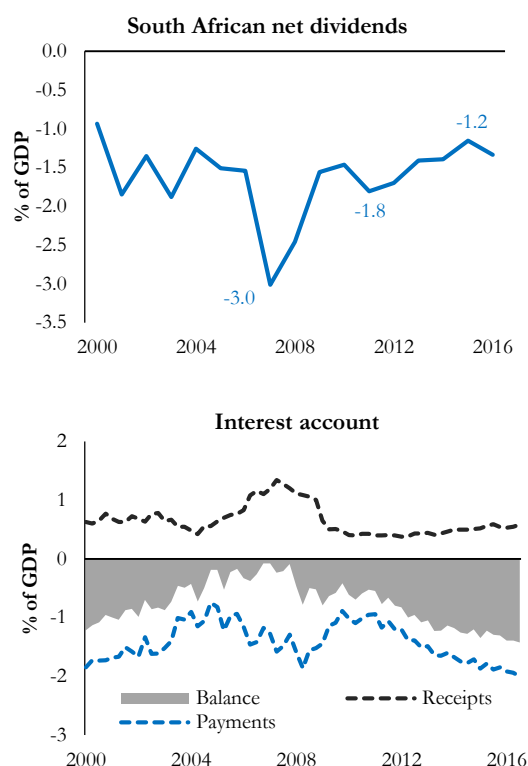 South African net dividends
% of GDP
0.0
-0.5
-1.0
-1.5
-2.0
-2.5
-3.0
-3.5
-1.2
-1.8
-3.0
2000 2004 2008 2012 2016
Interest account
% of GDP
2
1
0
-1
-2
-3
Balance Receipts
Payments
2000 2004 2008 2012 2016